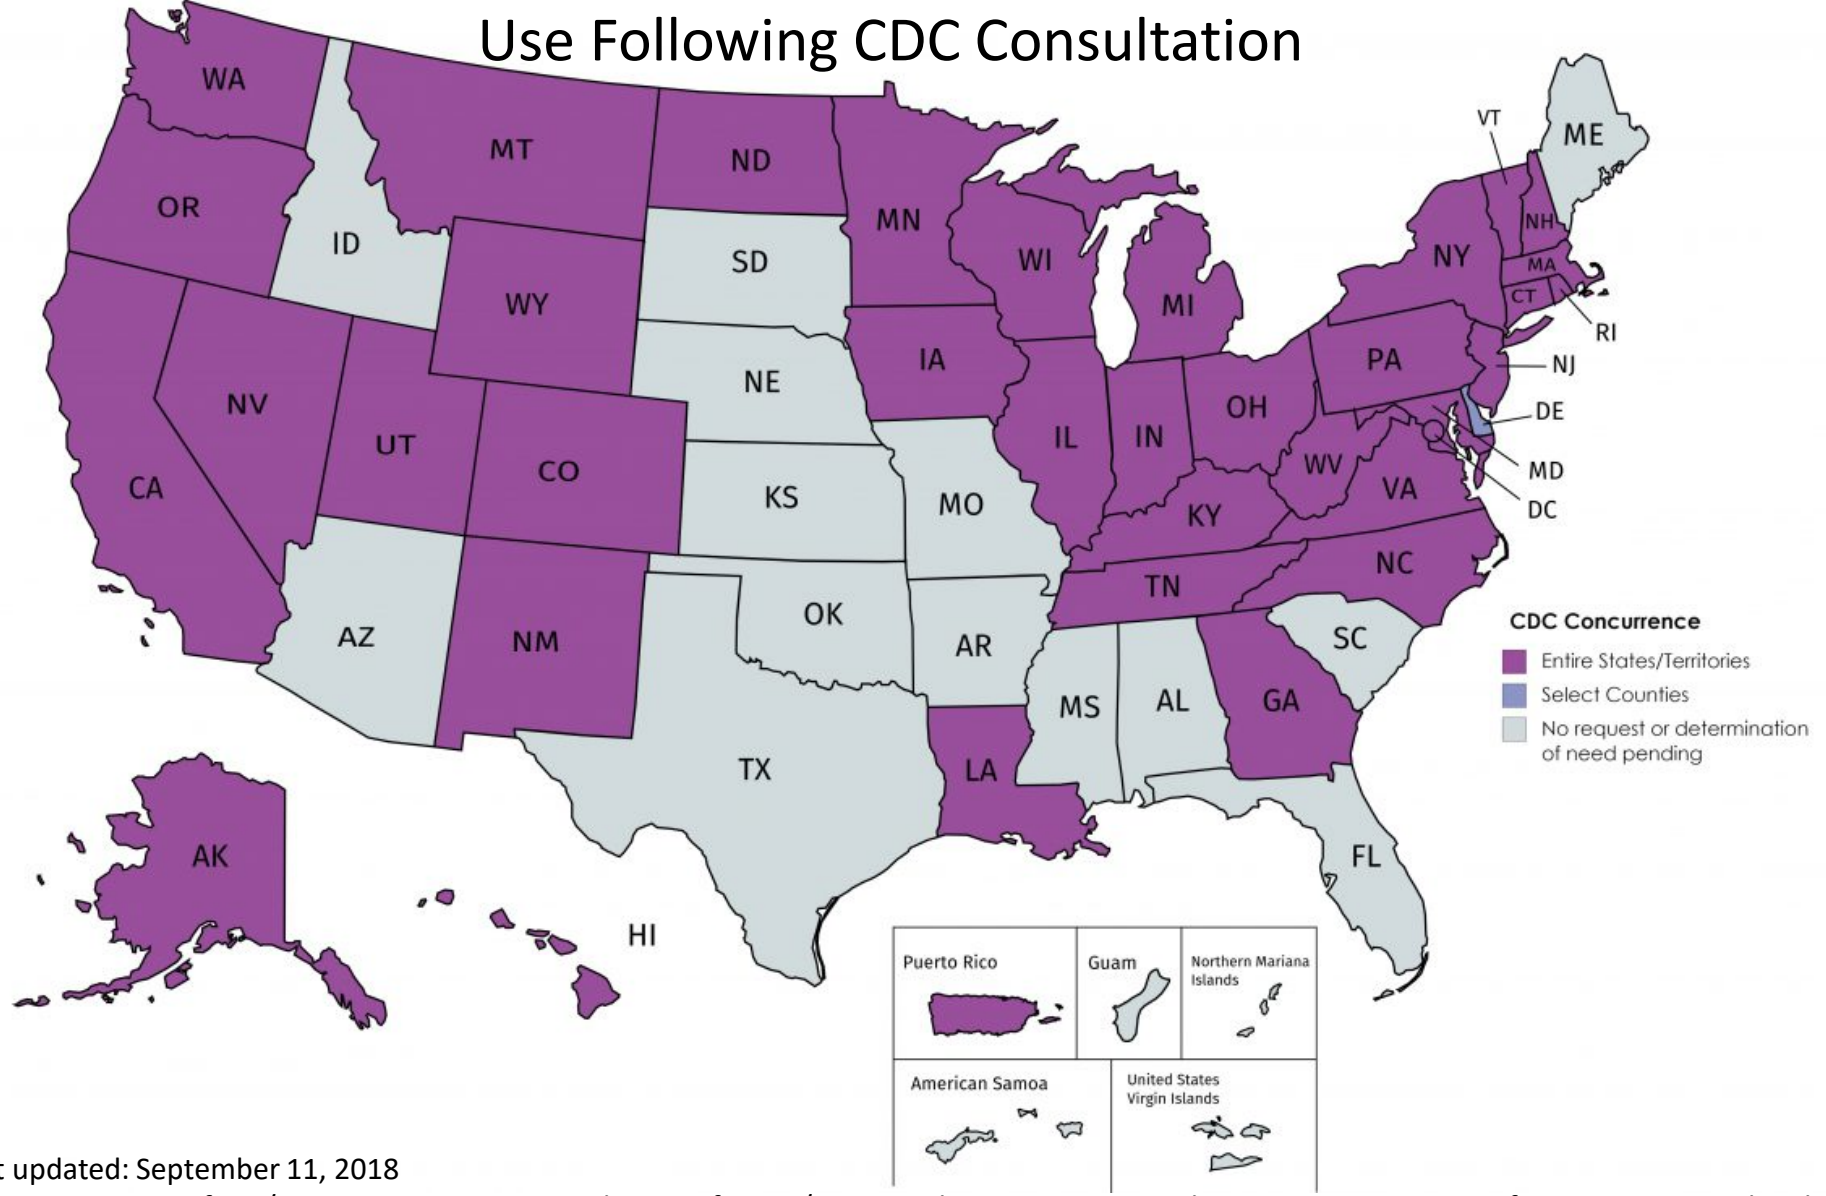 Use Following CDC Consultation
WA
MT
ND
MN
VT
ME
OR
ID
SD
WI
NH
NY
MA
WY
MI
CT
RI
IA
PA
NJ
NE
NV
OH
DE
UT
IL
IN
CO
WV
MD
CA
KS
MO
VA
DC
KY
NC
TN
OK
AZ
NM
AR
SC
MS
AL
GA
TX
LA
AK
FL
HI
CDC Concurrence
Entire States/Territories
Select Counties
No request or determination
of need pending
Puerto Rico
Guam
Northern Mariana
Islands
American Samoa
United States
Virgin Islands
updated: September 11, 2018